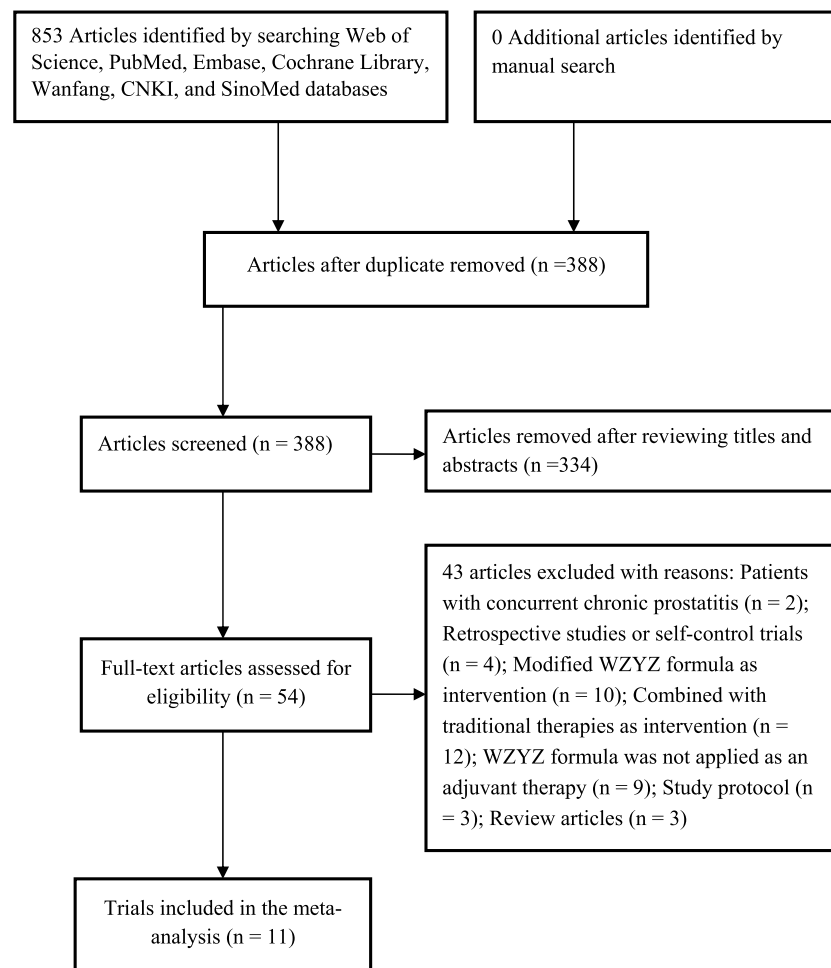 853 Articles identified by searching Web of
Science, PubMed, Embase, Cochrane Library,
Wanfang, CNKI, and SinoMed databases
0 Additional articles identified by
manual search
Articles after duplicate removed (n =388)
Articles screened (n = 388)
Articles removed after reviewing titles and
abstracts (n =334)
43 articles excluded with reasons: Patients
with concurrent chronic prostatitis (n = 2);
Retrospective studies or self-control trials
(n = 4); Modified WZYZ formula as
intervention (n = 10); Combined with
traditional therapies as intervention (n =
12); WZYZ formula was not applied as an
adjuvant therapy (n = 9); Study protocol (n
= 3); Review articles (n = 3)
Full-text articles assessed for
eligibility (n = 54)
Trials included in the meta-
analysis (n = 11)